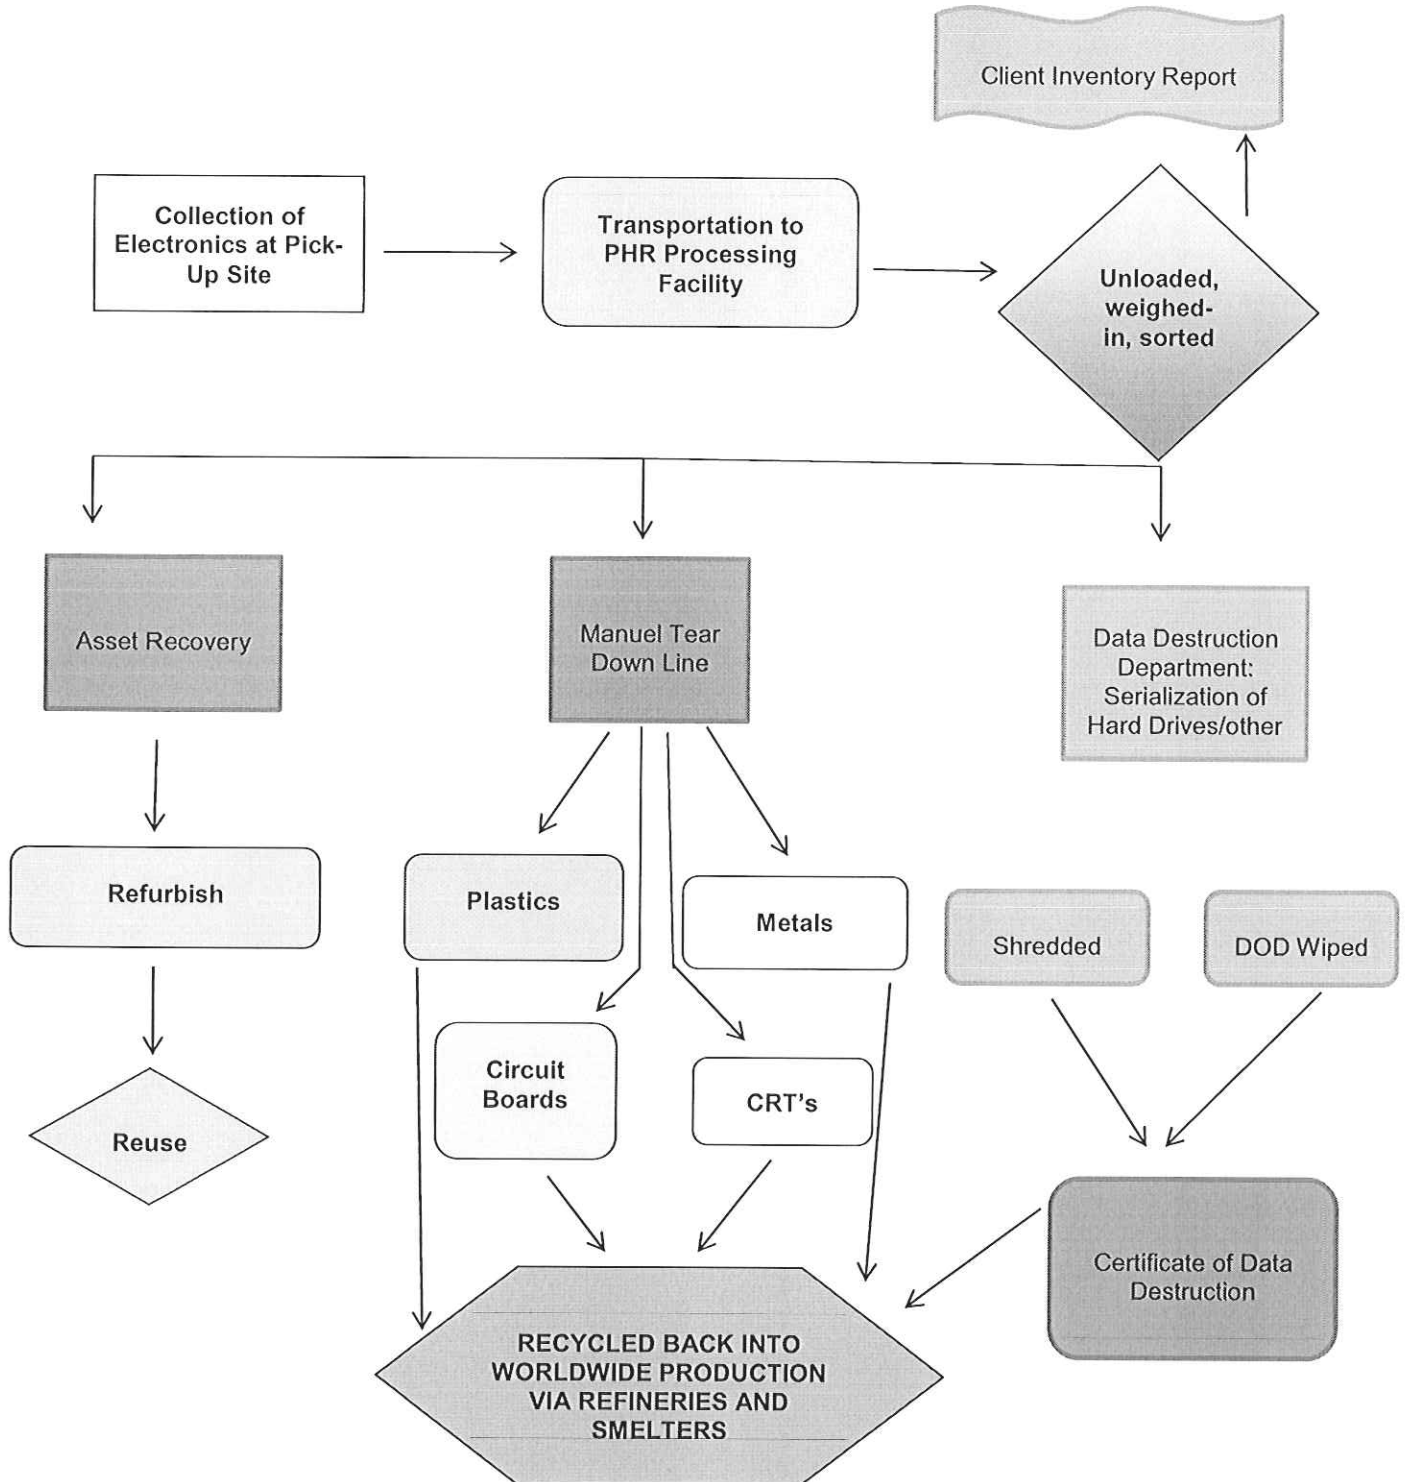 Client Inventory Report
Collection of
Electronics at Pick-
Up Site
Transportation to
PHR Processing
Facility
Unloaded,
weighed-
in, sorted
Asset Recovery
Manuel Tear
Down Line
Data Destruction
Department:
Serialization of
Hard Drives/other
Refurbish
Plastics
Metals
Shredded
DOD Wiped
Circuit
Boards
CRT's
Reuse
Certificate of Data
Destruction
RECYCLED BACK INTO
WORLDWIDE PRODUCTION
VIA REFINERIES AND
SMELTERS